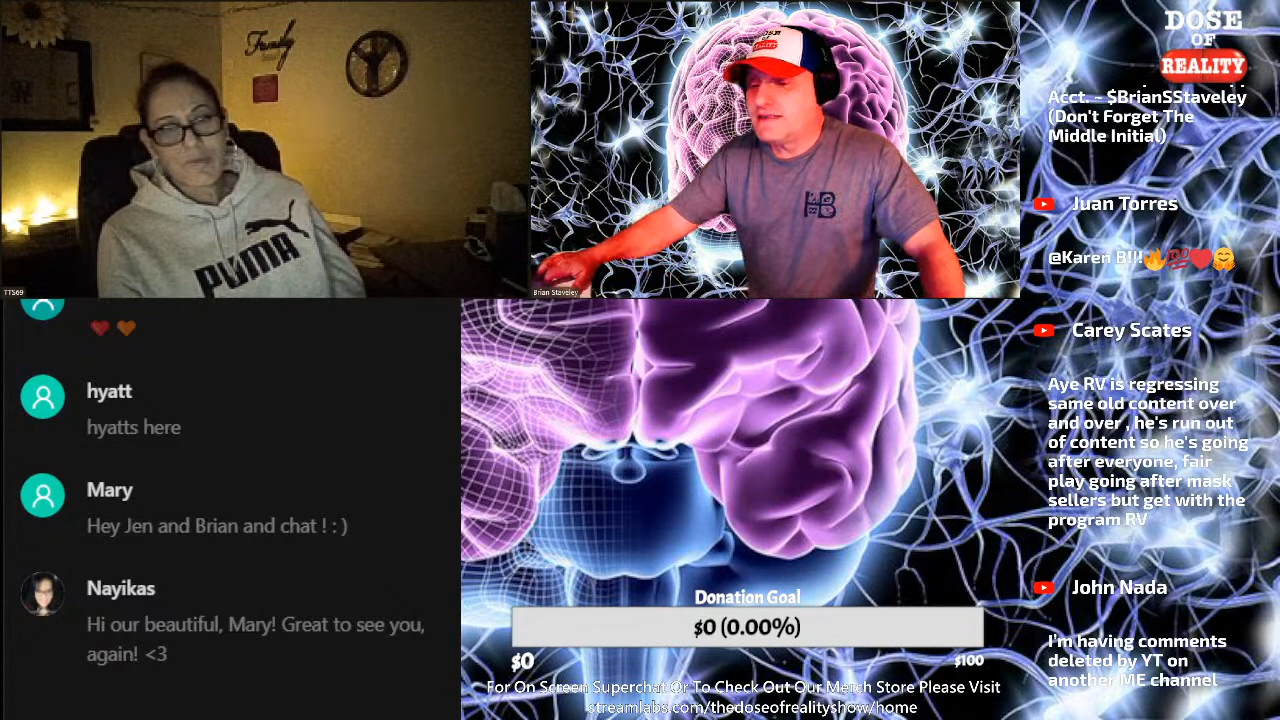 Family
PUMA
TTS69
REALITY
Brian Staveley
DOSE
OF
REALITY
Acct. ~ $BrianSStaveley
(Don't Forget The
Middle Initial)
Juan Torres
@Karen B!!!🔥💯❤️🤗
Carey Scates
Aye RV is regressing
same old content over
and over , he's run out
of content so he's going
after everyone, fair
play going after mask
sellers but get with the
program RV
John Nada
I'm having comments
deleted by YT on
another ME channel
❤️ 🧡
hyatt
hyatts here
Mary
Hey Jen and Brian and chat ! : )
Nayikas
Hi our beautiful, Mary! Great to see you,
again! <3
Donation Goal
$0 (0.00%)
$0
$100
For On Screen Superchat Or To Check Out Our Merch Store Please Visit
streamlabs.com/thedoseofrealityshow/home